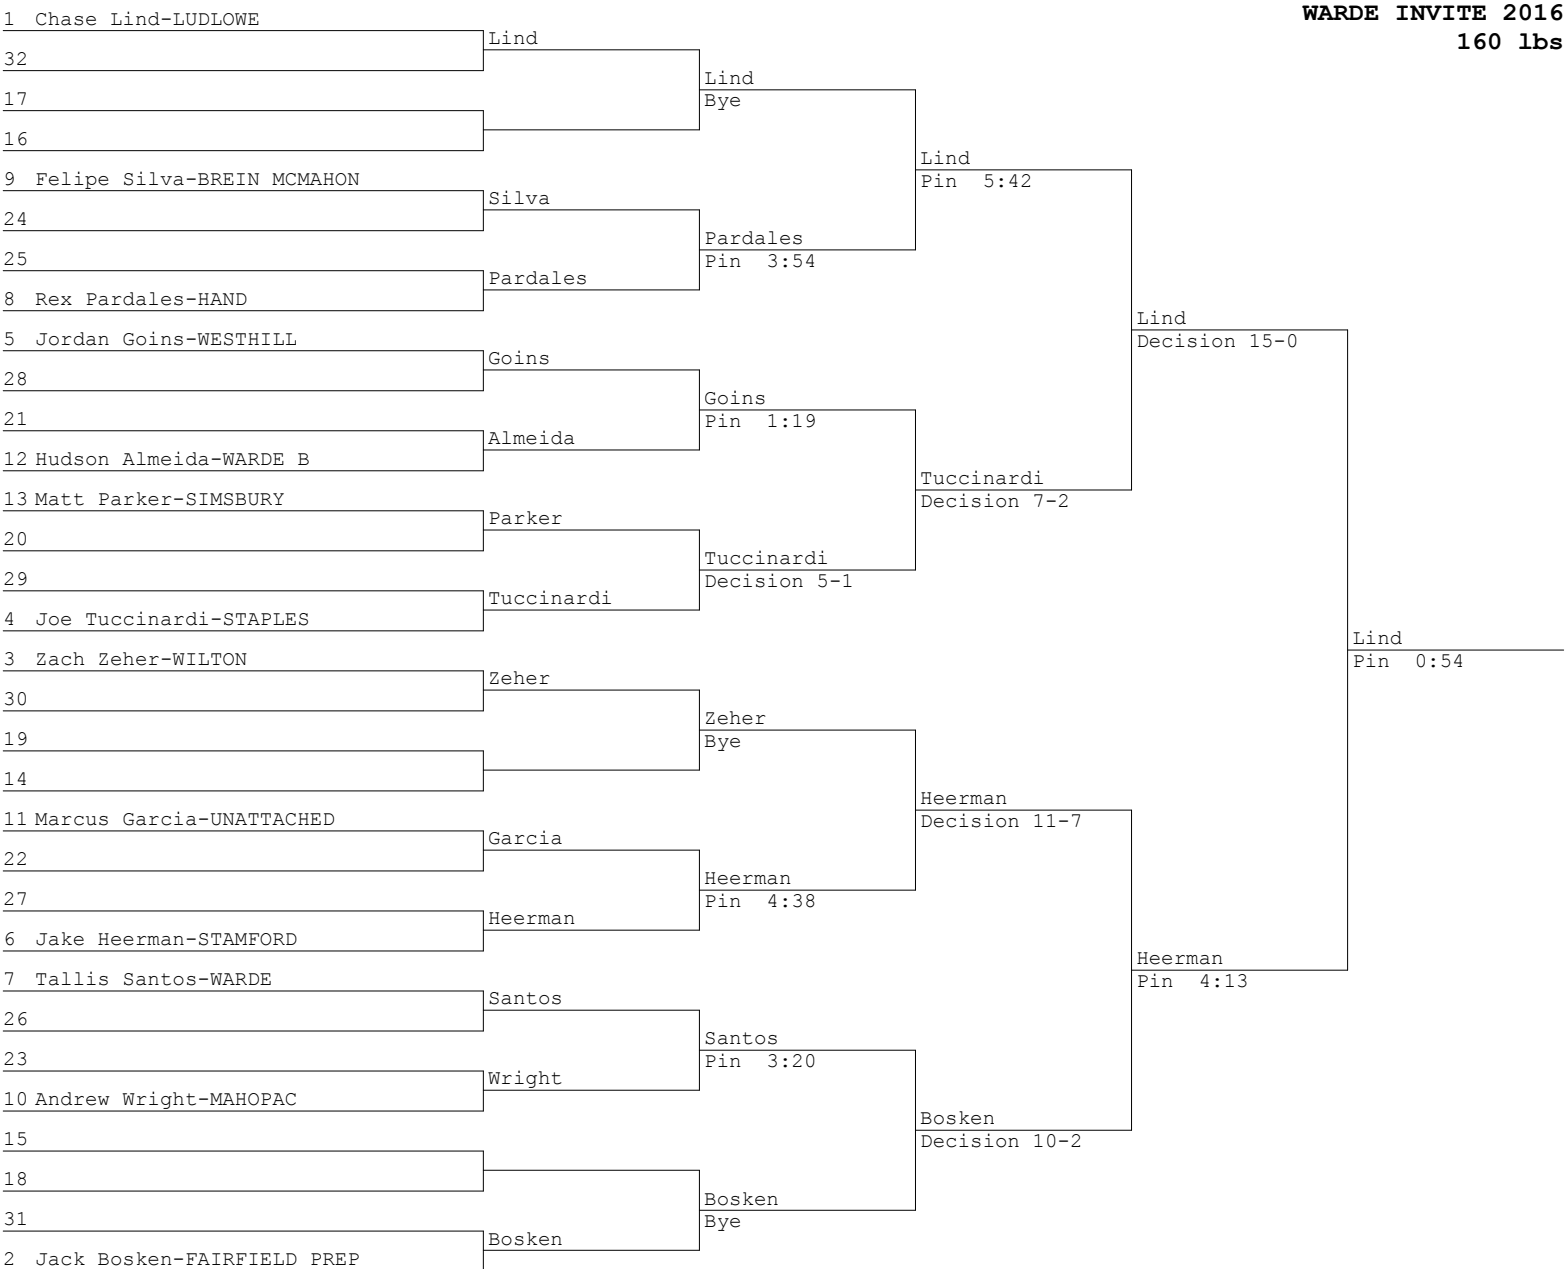 WARDE INVITE 2016
160 lbs
1 Chase Lind-LUDLOWE
Lind
32
Lind
Bye
17
16
Lind
Pin 5:42
9 Felipe Silva-BREIN MCMAHON
Silva
24
Pardales
Pin 3:54
25
Pardales
8 Rex Pardales-HAND
Lind
Decision 15-0
5 Jordan Goins-WESTHILL
Goins
28
Goins
Pin 1:19
21
Almeida
12 Hudson Almeida-WARDE B
Tuccinardi
Decision 7-2
13 Matt Parker-SIMSBURY
Parker
20
Tuccinardi
Decision 5-1
29
Tuccinardi
4 Joe Tuccinardi-STAPLES
Lind
Pin 0:54
3 Zach Zeher-WILTON
Zeher
30
Zeher
Bye
19
14
Heerman
Decision 11-7
11 Marcus Garcia-UNATTACHED
Garcia
22
Heerman
Pin 4:38
27
Heerman
6 Jake Heerman-STAMFORD
Heerman
Pin 4:13
7 Tallis Santos-WARDE
Santos
26
Santos
Pin 3:20
23
Wright
10 Andrew Wright-MAHOPAC
Bosken
Decision 10-2
15
18
Bosken
Bye
31
Bosken
2 Jack Bosken-FAIRFIELD PREP